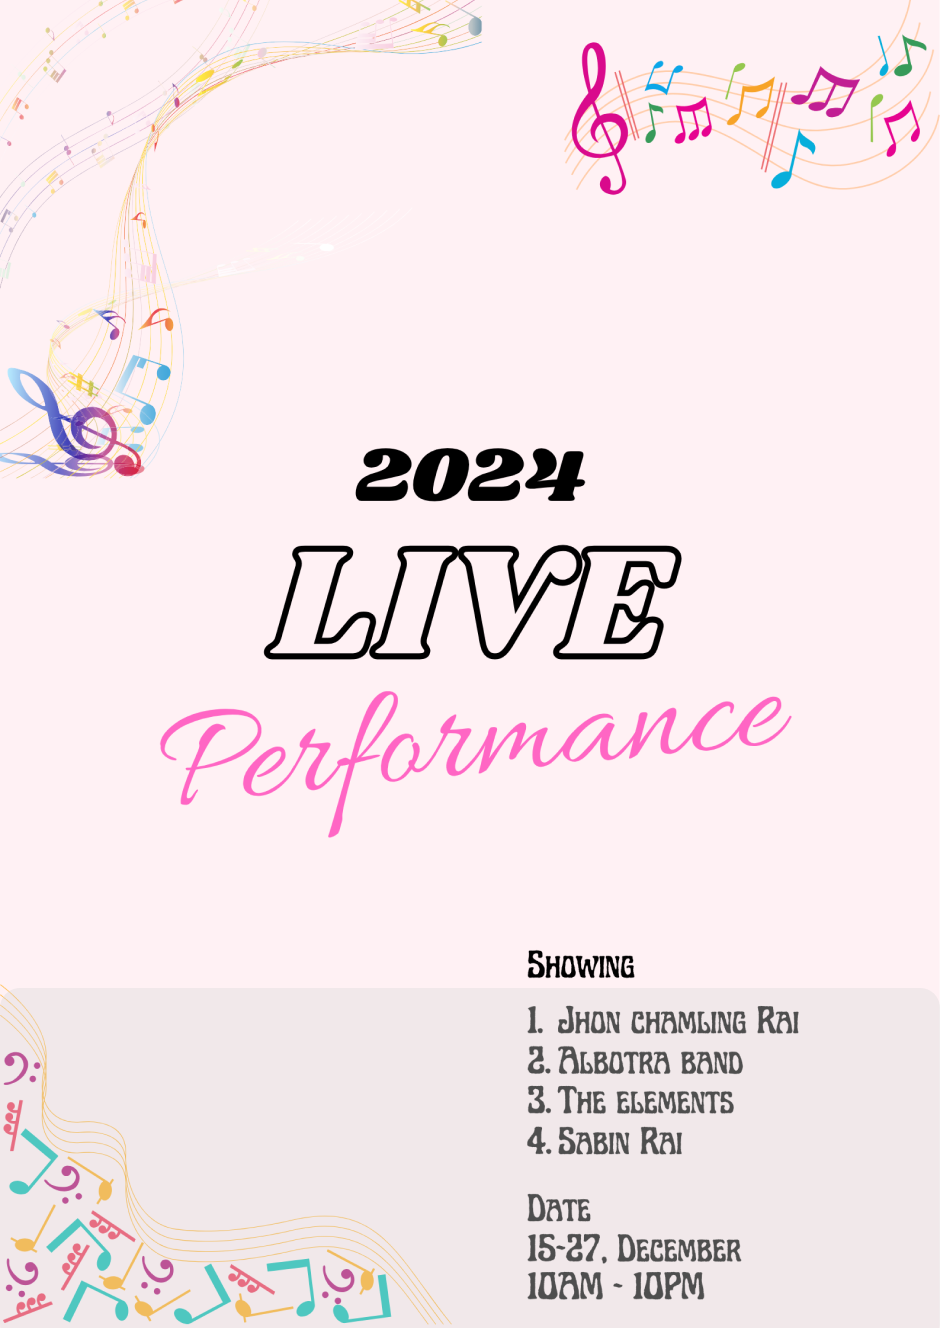 2024
LIVE
Performance
Showing
1. Jhon chamling Rai
2. Albotra band
3. The elements
4. Sabin Rai
Date
15-27, December
10AM - 10PM